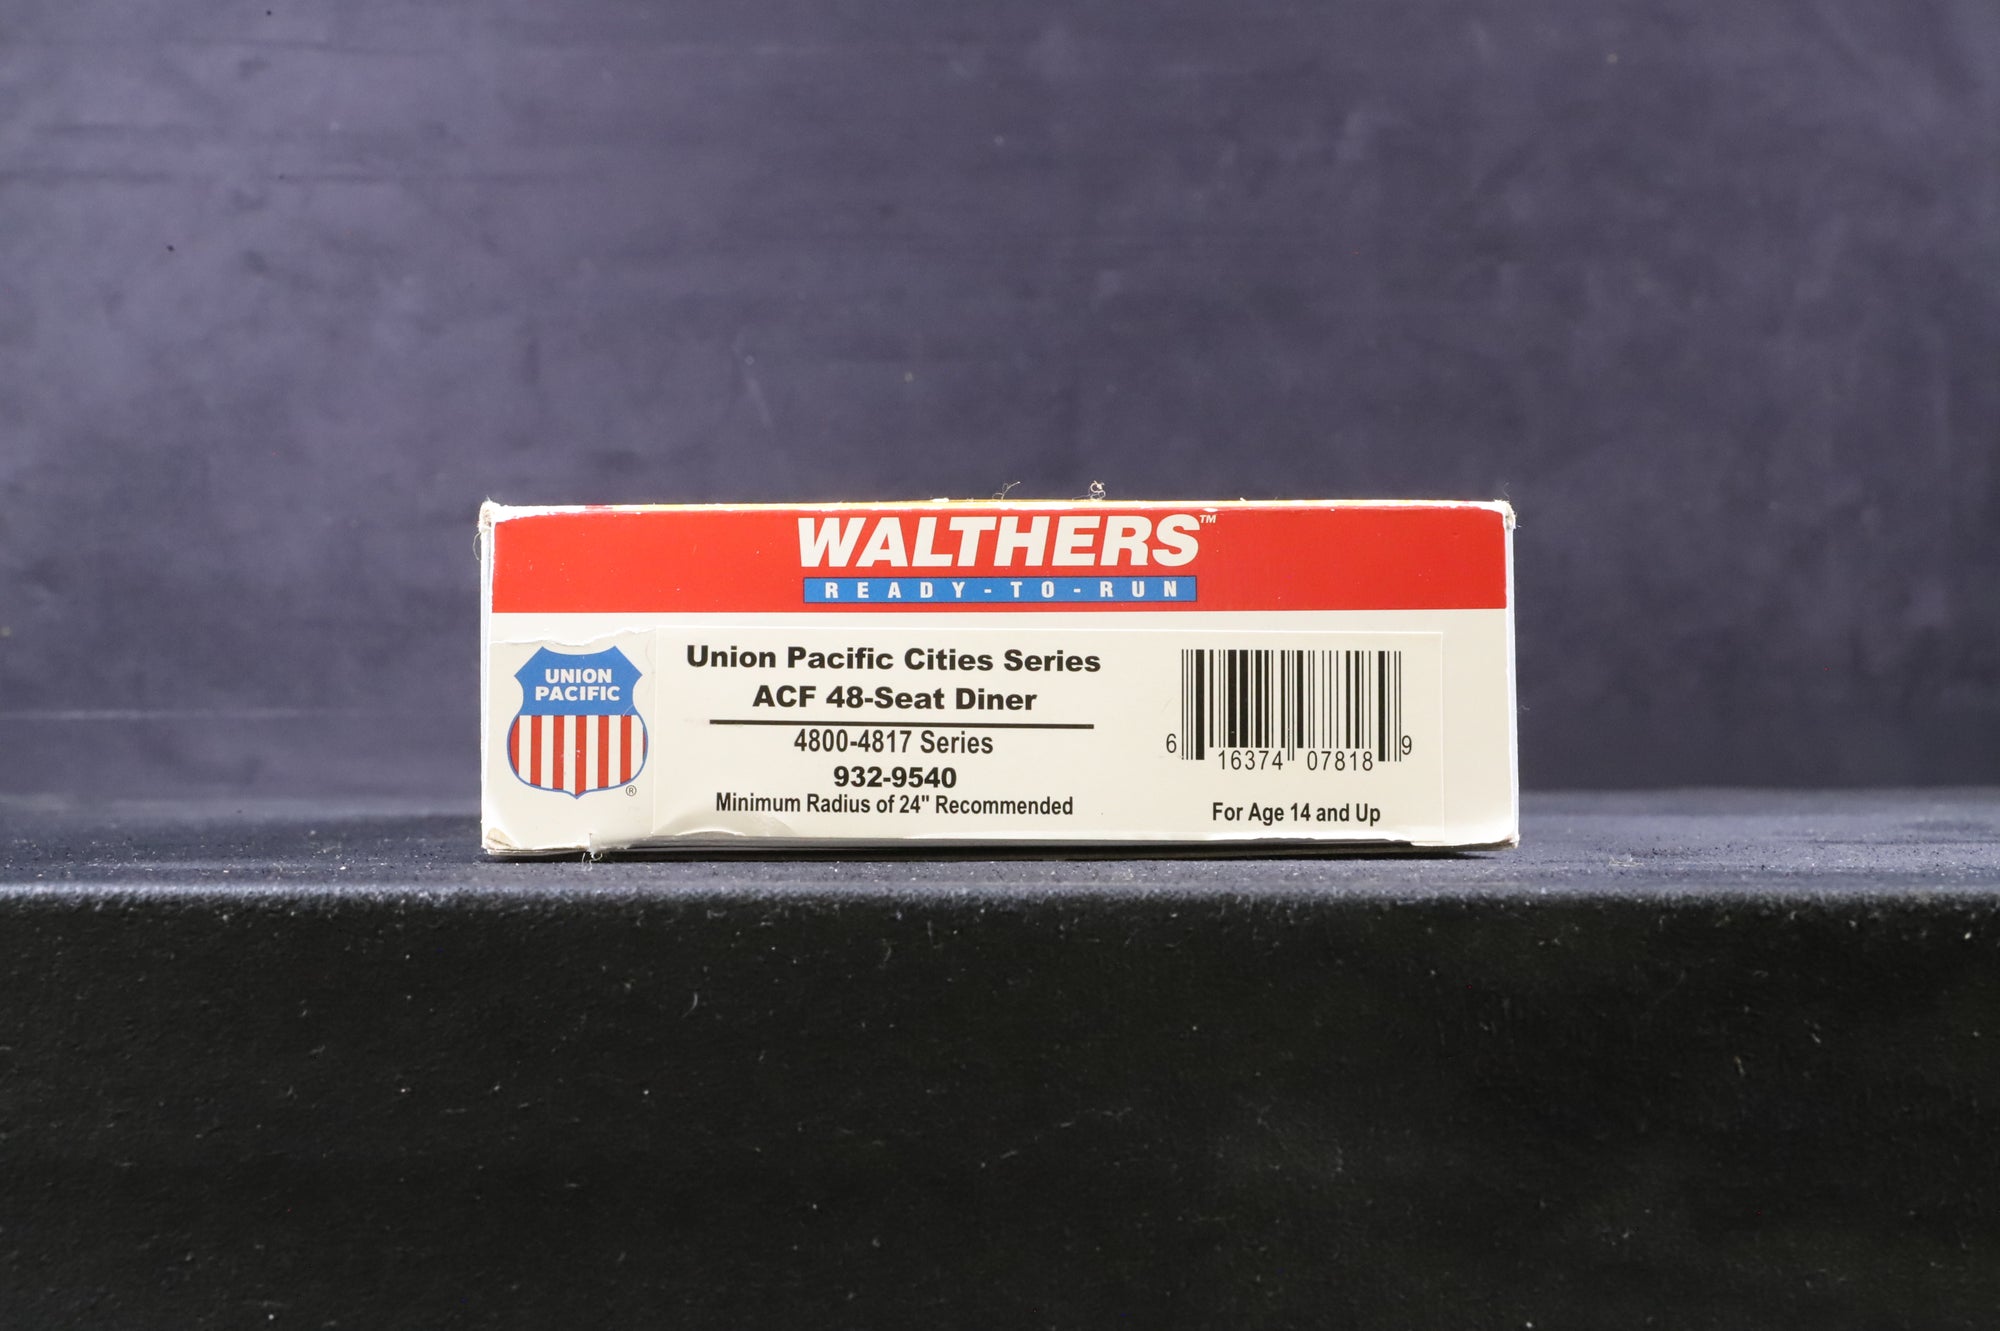 WALTHERS™
READY-TO-RUN
UNION
PACIFIC
®
Union Pacific Cities Series
ACF 48-Seat Diner
4800-4817 Series
932-9540
Minimum Radius of 24" Recommended
6 16374 07818 9
For Age 14 and Up